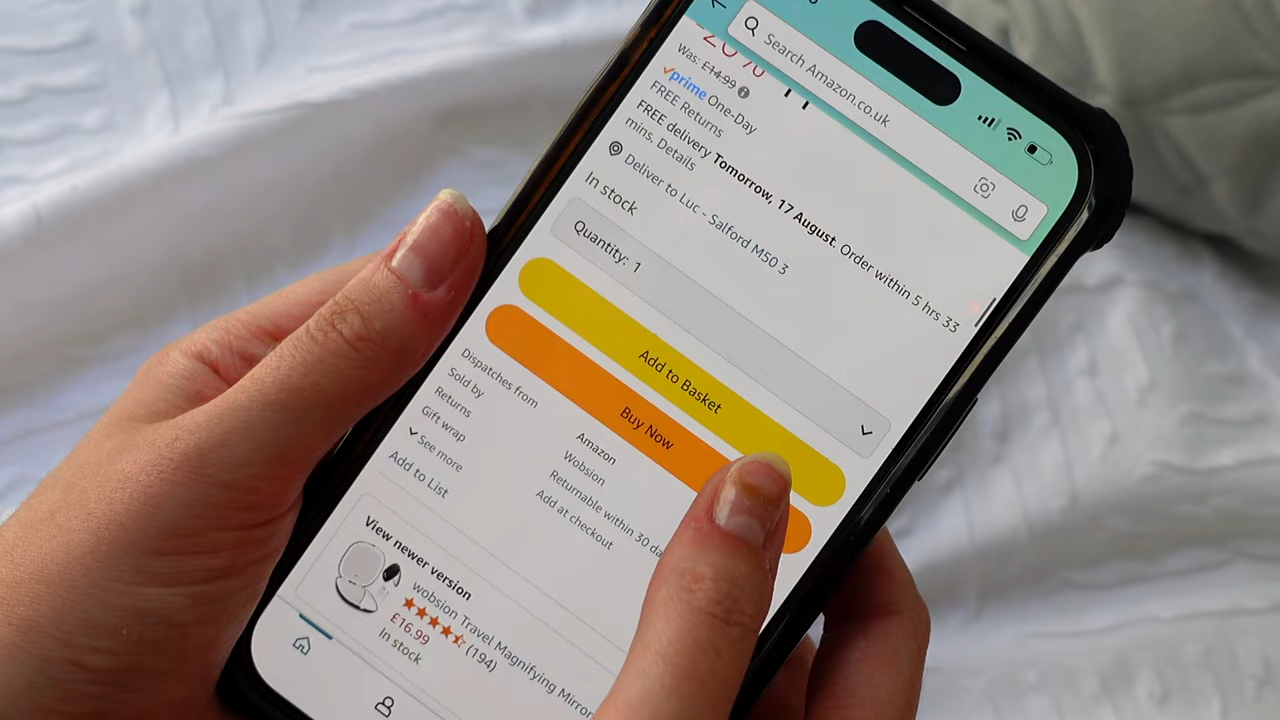 Search Amazon.co.uk
Was: £14.99
prime One-Day
FREE Returns
FREE delivery Tomorrow, 17 August. Order within 5 hrs 33
mins. Details
Deliver to Luc - Salford M50 3
In stock
Quantity: 1
Add to Basket
Buy Now
Dispatches from Amazon
Sold by Wobsion
Returns Returnable within 30 da
Gift wrap Add at checkout
See more
Add to List
View newer version
wobsion Travel Magnifying Mirror
(194)
£16.99
In stock